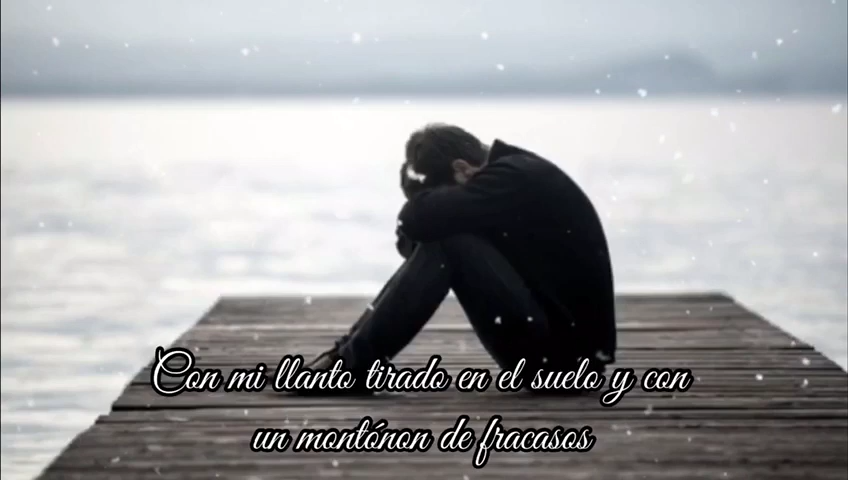 Con mi llanto tirado en el suelo y con
un montónon de fracasos